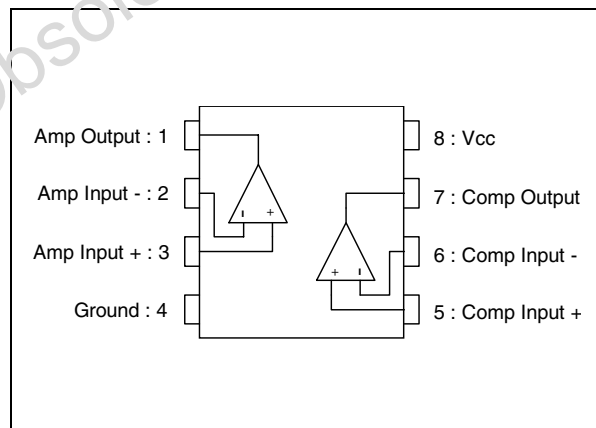 Amp Output : 1
Amp Input - : 2
Amp Input + : 3
Ground : 4
8 : Vcc
7 : Comp Output
6 : Comp Input -
5 : Comp Input +
- +
+ -